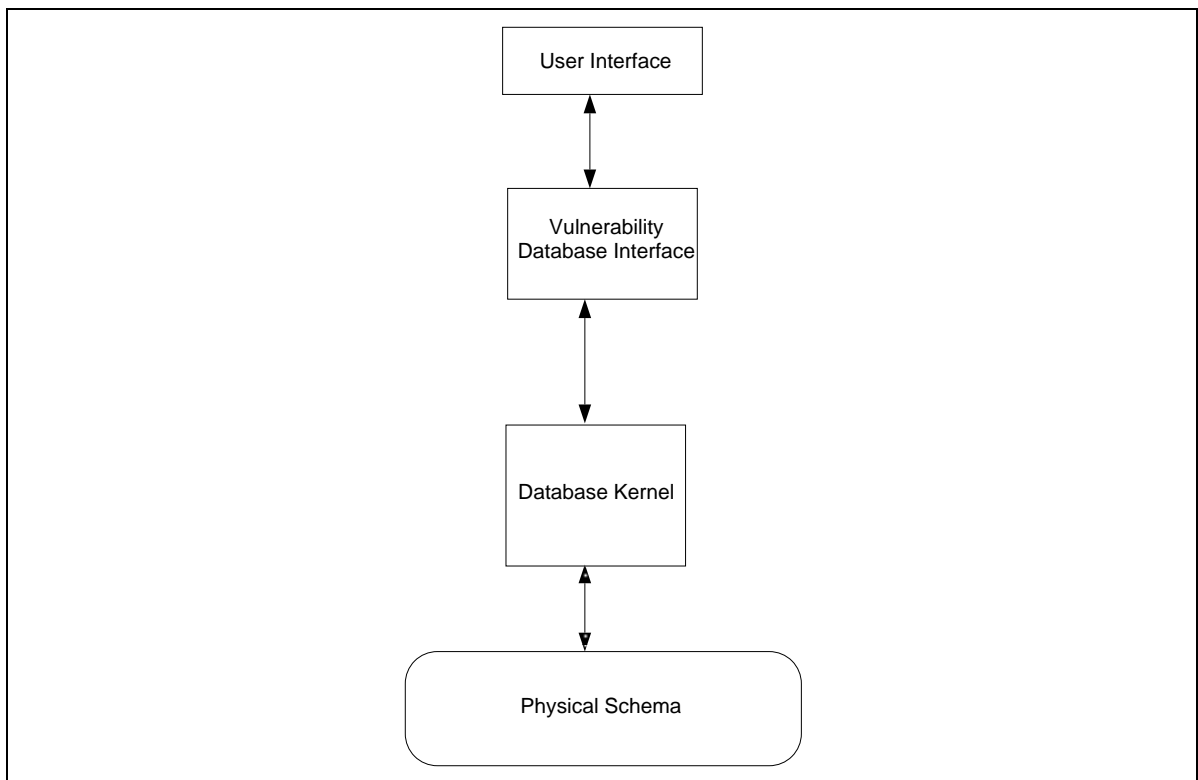 User Interface
Vulnerability
Database Interface
Database Kernel
Physical Schema